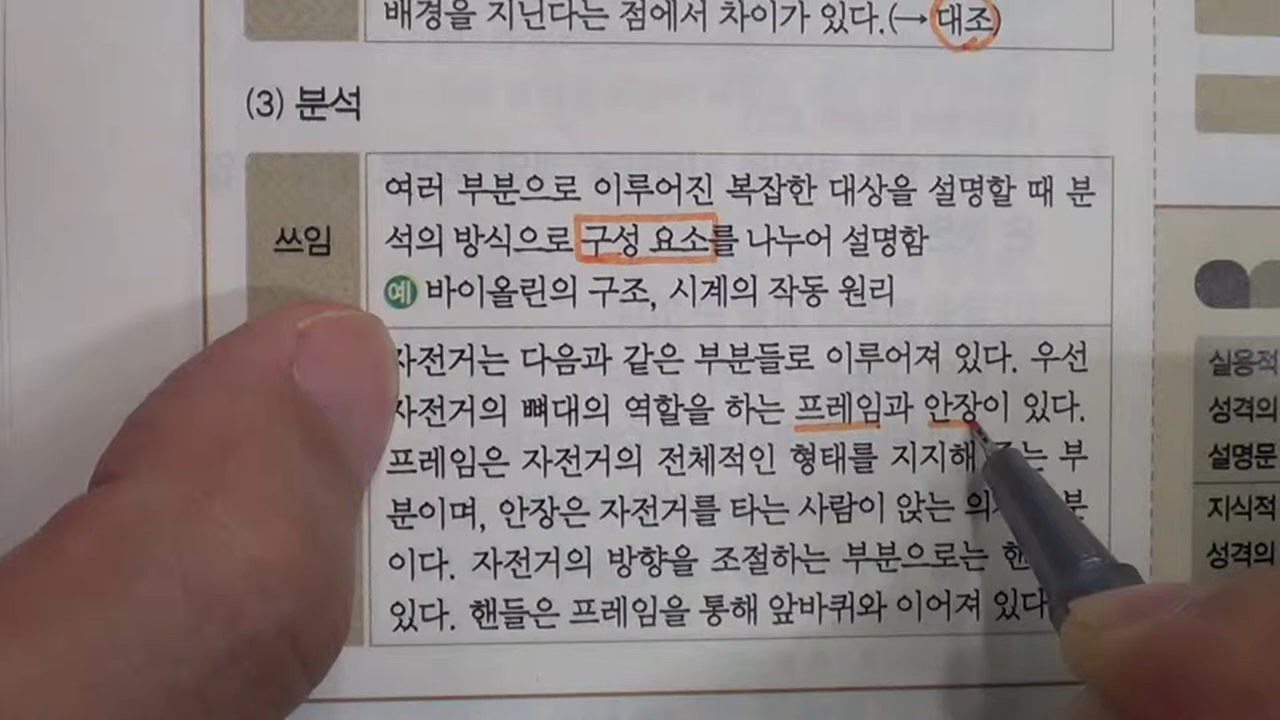 배경을 지닌다는 점에서 차이가 있다.(→ 대조)
(3) 분석
쓰임
여러 부분으로 이루어진 복잡한 대상을 설명할 때 분
석의 방식으로 구성 요소를 나누어 설명함
예 바이올린의 구조, 시계의 작동 원리
자전거는 다음과 같은 부분들로 이루어져 있다. 우선
자전거의 뼈대의 역할을 하는 프레임과 안장이 있다.
프레임은 자전거의 전체적인 형태를 지지해 는 부
분이며, 안장은 자전거를 타는 사람이 앉는 분
이다. 자전거의 방향을 조절하는 부분으로는
있다. 핸들은 프레임을 통해 앞바퀴와 이어져 있다
실용적
성격의
설명문
지식적
성격의